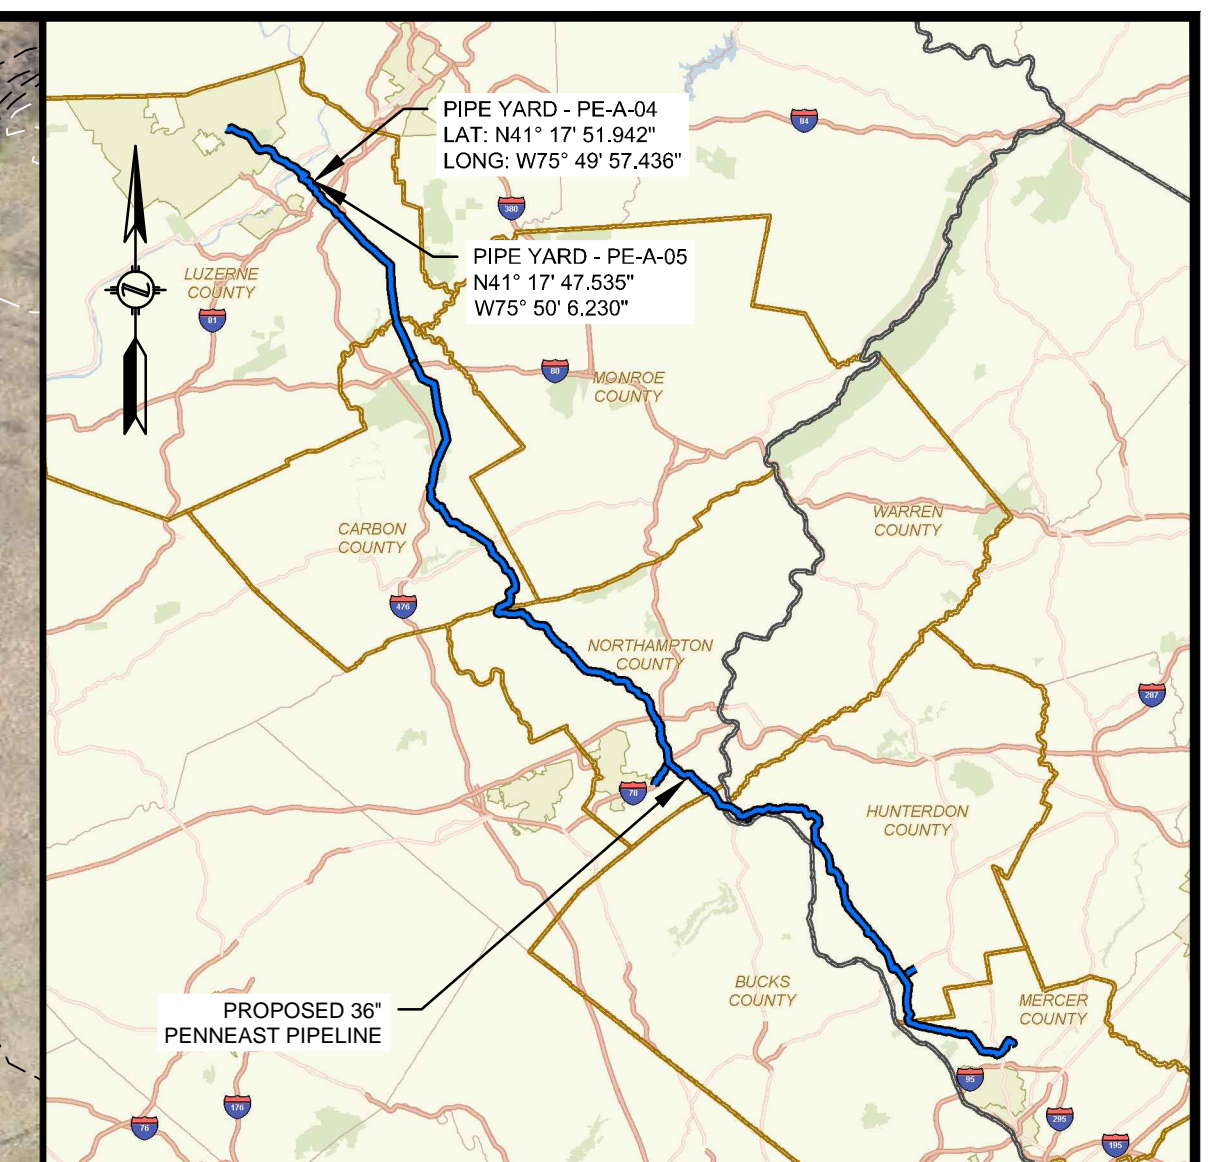 PIPE YARD - PE-A-04
LAT: N41° 17' 51.942"
LONG: W75° 49' 57.436"
84
380
PIPE YARD - PE-A-05
N41° 17' 47.535"
W75° 50' 6.230"
LUZERNE
COUNTY
Z
81
80
MONROE
COUNTY
CARBON
COUNTY
WARREN
COUNTY
476
NORTHAMPTON
COUNTY
287
78
HUNTERDON
COUNTY
BUCKS
COUNTY
MERCER
COUNTY
PROPOSED 36"
PENNEAST PIPELINE
95
176
76
295
195